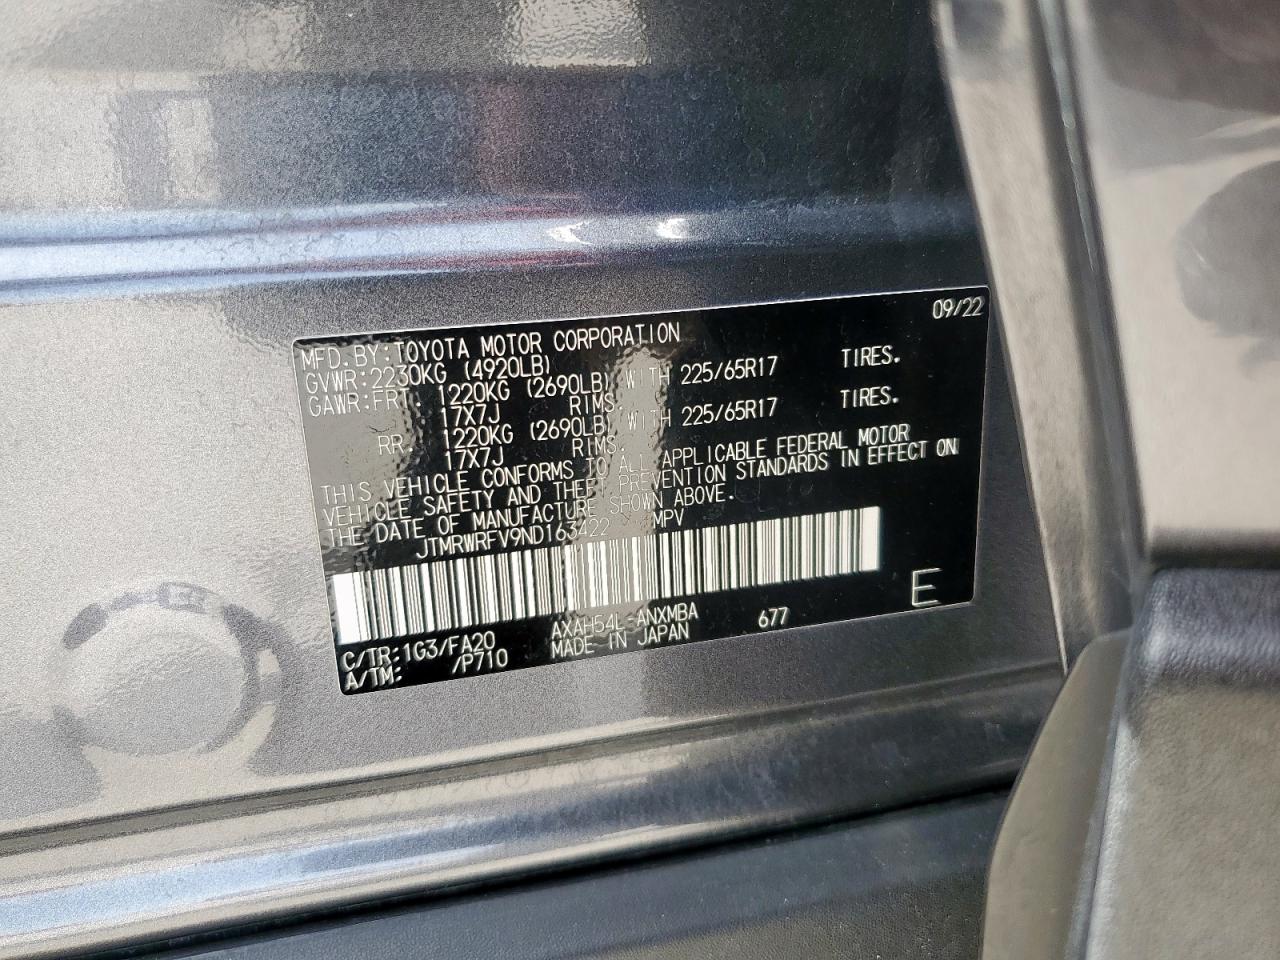 09/22
MFD.BY:TOYOTA MOTOR CORPORATION
GVWR:2230KG (4920LB)
GAWR:FRT. 1220KG (2690LB) WITH 225/65R17 TIRES.
17X7J RIMS.
RR. 1220KG (2690LB) WITH 225/65R17 TIRES.
17X7J RIMS.
THIS VEHICLE CONFORMS TO ALL APPLICABLE FEDERAL MOTOR
VEHICLE SAFETY AND THEFT PREVENTION STANDARDS IN EFFECT ON
THE DATE OF MANUFACTURE SHOWN ABOVE.
JTMRWRFV9ND163422 MPV
E
C/TR:1G3/FA20 AXAH54L-ANXMBA 677
A/TM: /P710 MADE IN JAPAN